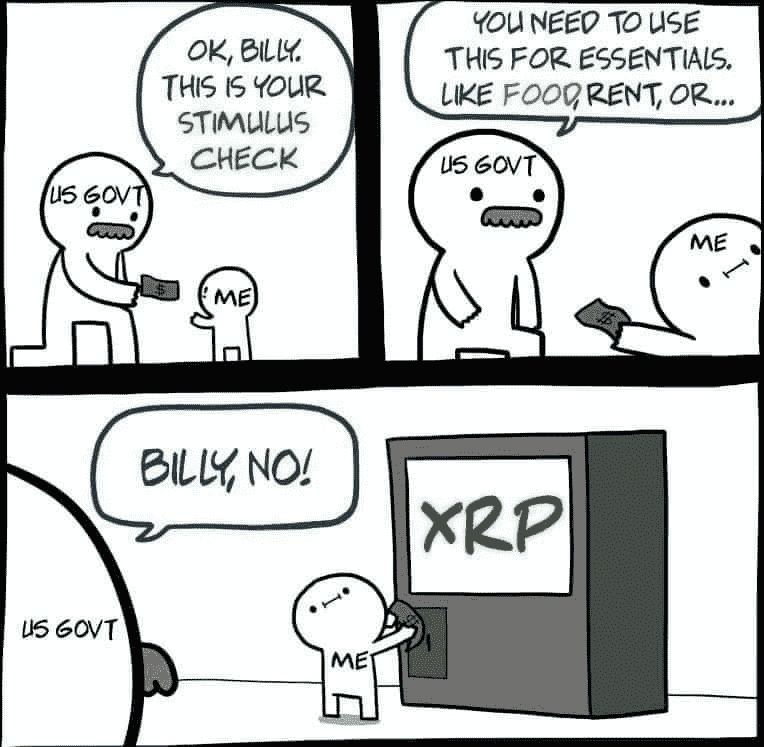 OK, BILLY.
THIS IS YOUR
STIMULUS
CHECK
US GOVT
$
ME
YOU NEED TO USE
THIS FOR ESSENTIALS.
LIKE FOOD, RENT, OR...
US GOVT
ME
$
BILLY, NO!
XRP
US GOVT
$
ME